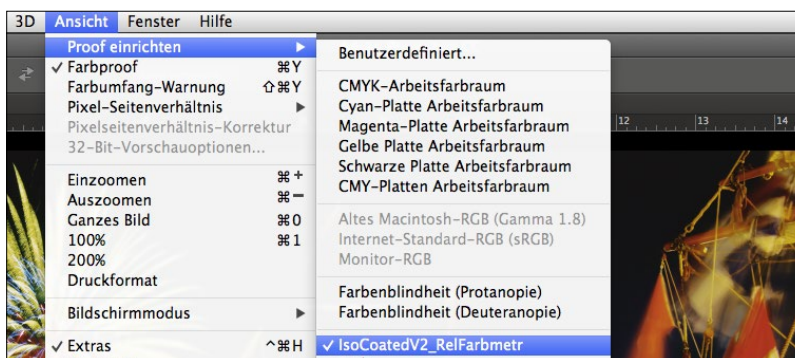 3D Ansicht Fenster Hilfe
Proof einrichten ▶
✓ Farbproof ⌘Y
Farbumfang-Warnung ⇧⌘Y
Pixel-Seitenverhältnis ▶
Pixelseitenverhältnis-Korrektur
32-Bit-Vorschauoptionen...
Einzoomen ⌘+
Auszoomen ⌘−
Ganzes Bild ⌘0
100% ⌘1
200%
Druckformat
Bildschirmmodus ▶
✓ Extras ^⌘H
Benutzerdefiniert...
CMYK-Arbeitsfarbraum
Cyan-Platte Arbeitsfarbraum
Magenta-Platte Arbeitsfarbraum
Gelbe Platte Arbeitsfarbraum
Schwarze Platte Arbeitsfarbraum
CMY-Platten Arbeitsfarbraum
Altes Macintosh-RGB (Gamma 1.8)
Internet-Standard-RGB (sRGB)
Monitor-RGB
Farbenblindheit (Protanopie)
Farbenblindheit (Deuteranopie)
✓ IsoCoatedV2_RelFarbmetr
12 13 14